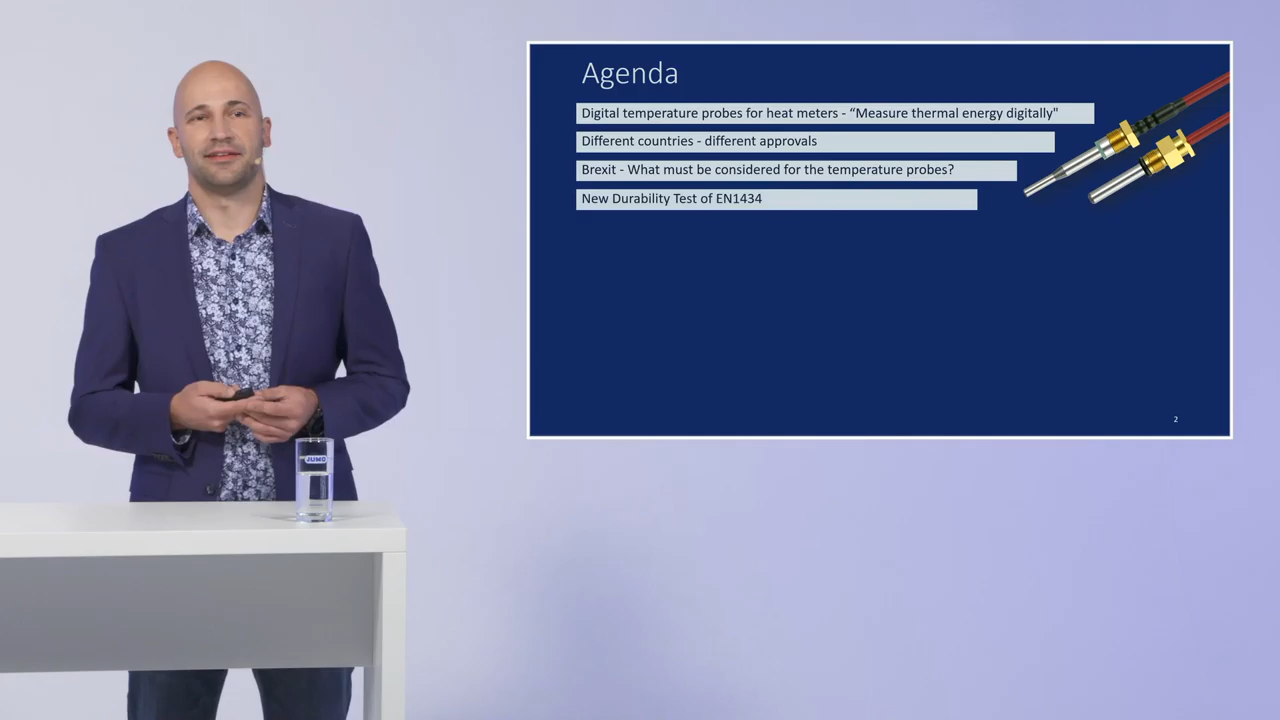 Agenda
Digital temperature probes for heat meters - “Measure thermal energy digitally"
Different countries - different approvals
Brexit - What must be considered for the temperature probes?
New Durability Test of EN1434
2
JUMO